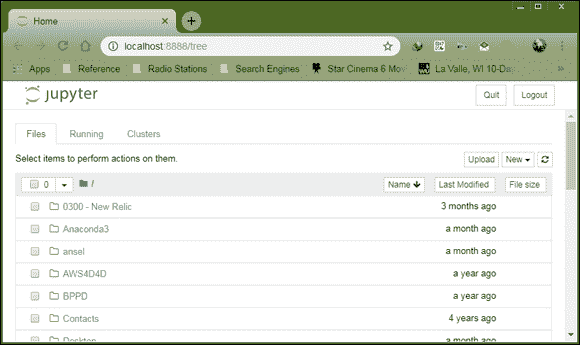 Home
localhost:8888/tree
Apps Reference Radio Stations Search Engines Star Cinema 6 Mov La Valle, WI 10-Da
jupyter Quit Logout
Files Running Clusters
Select items to perform actions on them. Upload New
0 / Name Last Modified File size
0300 - New Relic 3 months ago
Anaconda3 a month ago
ansel a month ago
AWS4D4D a year ago
BPPD a year ago
Contacts 4 years ago
Desktop a month ago